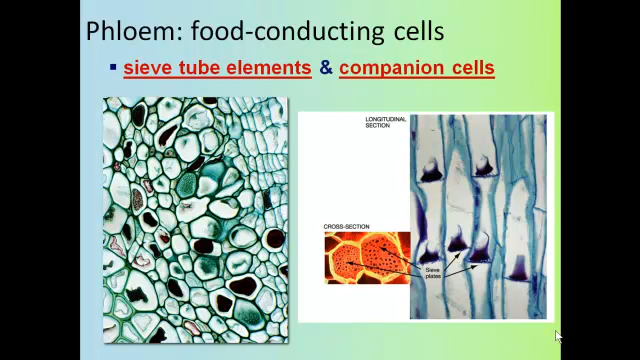 Phloem: food-conducting cells
▪ sieve tube elements & companion cells
LONGITUDINAL
SECTION
CROSS-SECTION
Sieve
plates